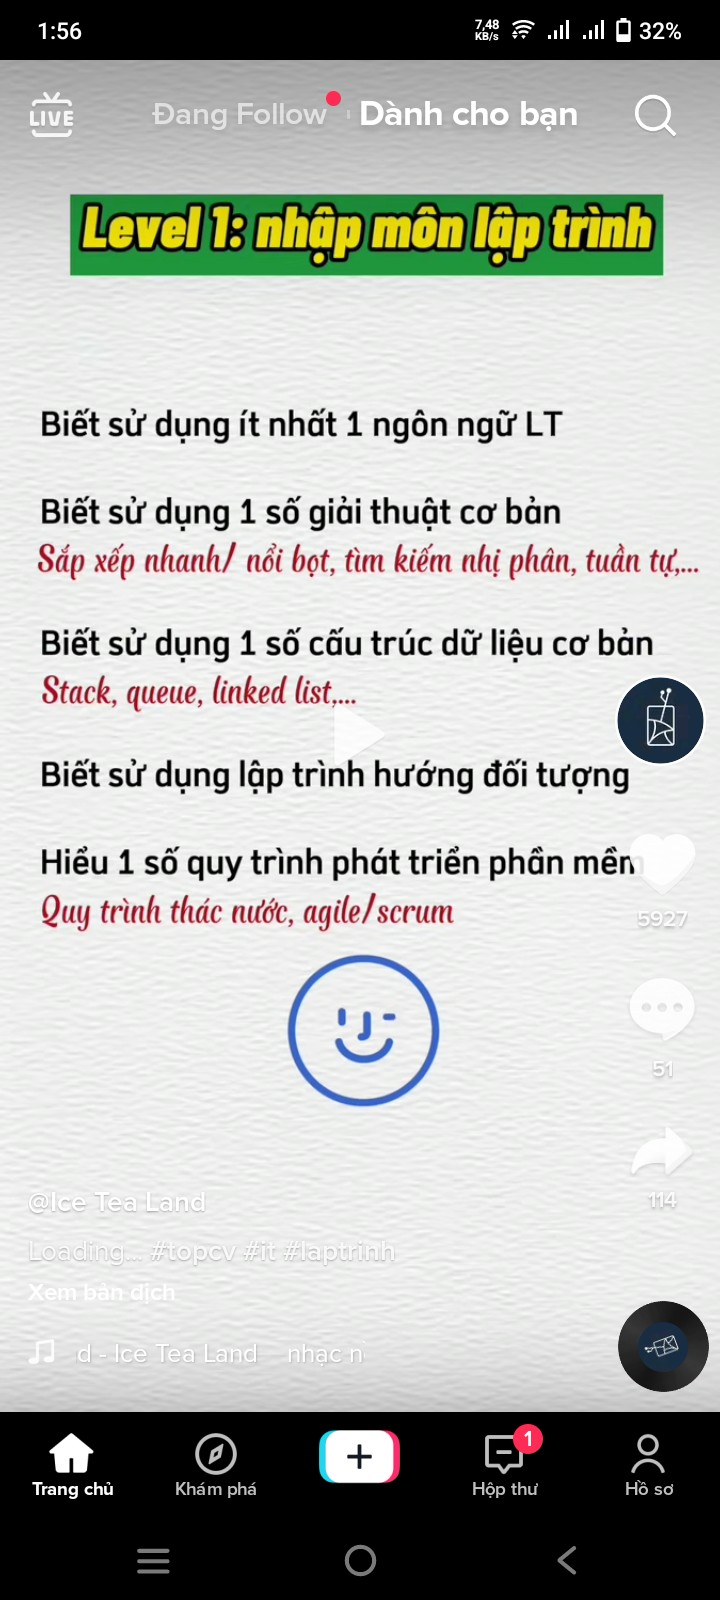 1:56
7,48
KB/s
32%
LIVE
Đang Follow
Dành cho bạn
Level 1: nhập môn lập trình
Biết sử dụng ít nhất 1 ngôn ngữ LT
Biết sử dụng 1 số giải thuật cơ bản
Sắp xếp nhanh/ nổi bọt, tìm kiếm nhị phân, tuần tự,...
Biết sử dụng 1 số cấu trúc dữ liệu cơ bản
Stack, queue, linked list,...
Biết sử dụng lập trình hướng đối tượng
Hiểu 1 số quy trình phát triển phần mềm
Quy trình thác nước, agile/scrum
5927
51
114
@Ice Tea Land
Loading... #topcv #it #laptrinh
Xem bản dịch
d - Ice Tea Land nhạc n
Trang chủ
Khám phá
1
Hộp thư
Hồ sơ